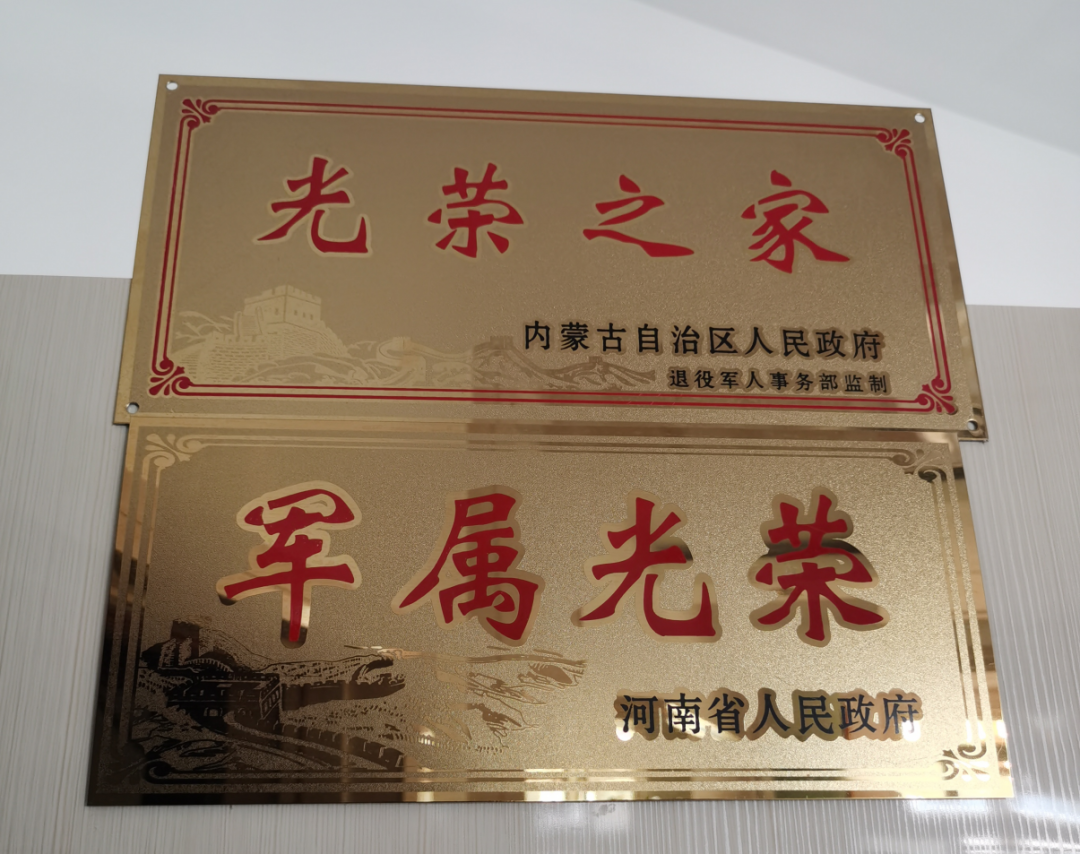 光荣之家
内蒙古自治区人民政府
退役军人事务部监制
军属光荣
河南省人民政府